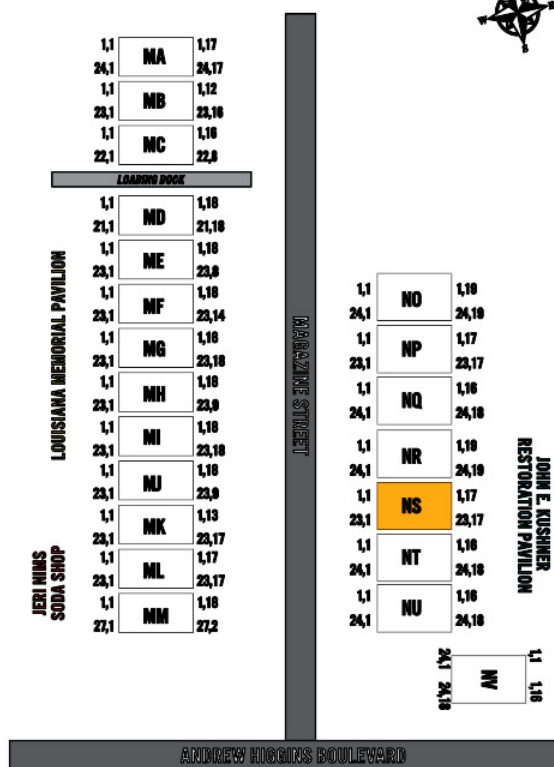 1,1 1,17
MA
24,1 24,17
1,1 1,12
MB
23,1 23,16
1,1 1,16
MC
22,1 22,8
LOADING DOCK
1,1 1,18
MD
21,1 21,18
1,1 1,18
ME
23,1 23,8
1,1 1,18
MF
23,1 23,14
1,1 1,18
MG
23,1 23,18
1,1 1,18
MH
23,1 23,9
1,1 1,18
MI
23,1 23,18
1,1 1,18
MJ
23,1 23,9
1,1 1,13
MK
23,1 23,17
1,1 1,17
ML
23,1 23,17
1,1 1,18
MM
27,1 27,2
LOUISIANA MEMORIAL PAVILION
JERI NIMS
SODA SHOP
MAGAZINE STREET
1,1 1,19
NO
24,1 24,19
1,1 1,17
NP
23,1 23,17
1,1 1,16
NQ
24,1 24,18
1,1 1,19
NR
24,1 24,19
1,1 1,17
NS
23,1 23,17
1,1 1,16
NT
24,1 24,18
1,1 1,16
NU
24,1 24,18
1,1 1,16
NV
24,1 24,18
JOHN E. KUSHNER
RESTORATION PAVILION
ANDREW HIGGINS BOULEVARD